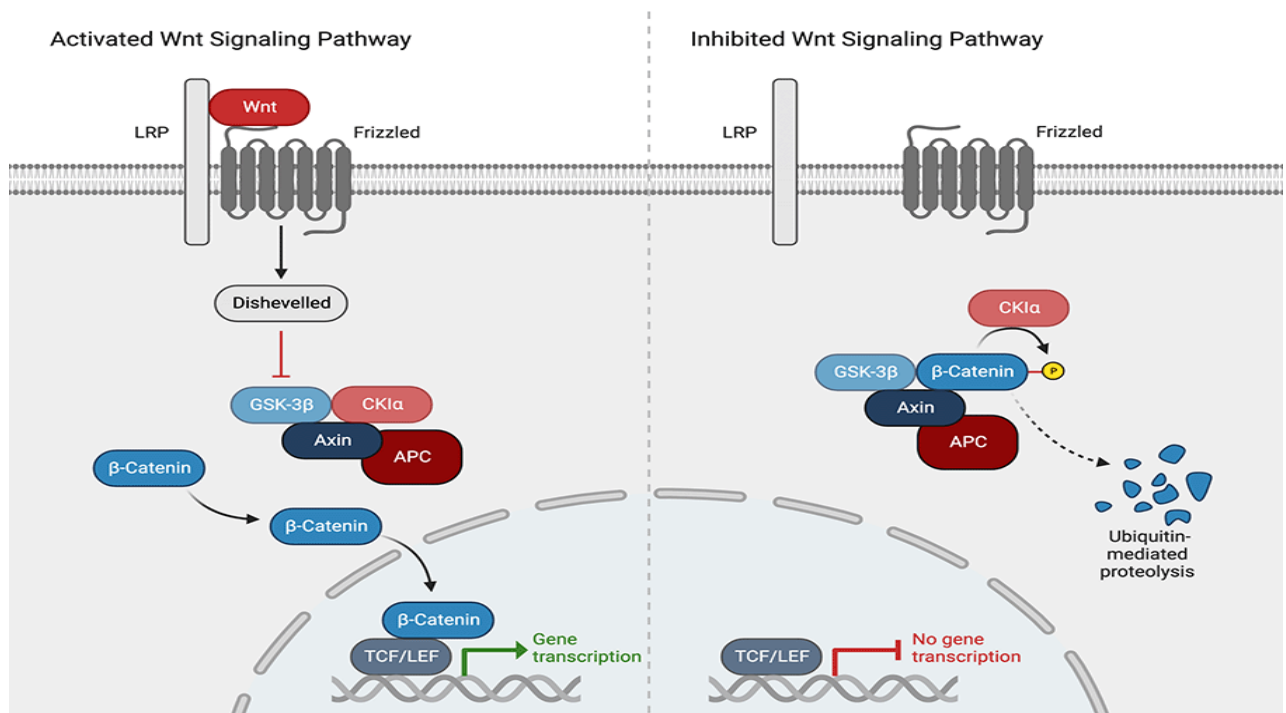 Activated Wnt Signaling Pathway
Wnt
LRP
Frizzled
Dishevelled
GSK-3β
CKIα
Axin
APC
β-Catenin
β-Catenin
β-Catenin
TCF/LEF
Gene
transcription
Inhibited Wnt Signaling Pathway
LRP
Frizzled
CKIα
GSK-3β
β-Catenin
P
Axin
APC
Ubiquitin-
mediated
proteolysis
TCF/LEF
No gene
transcription